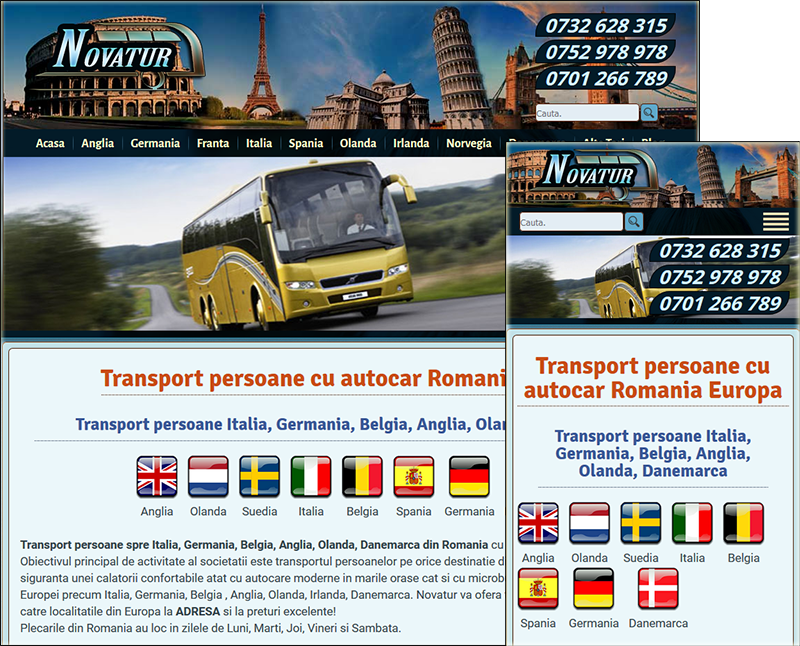 NOVATUR
0732 628 315
0752 978 978
0701 266 789
Cauta.
Acasa Anglia Germania Franta Italia Spania Olanda Irlanda Norvegia
Transport persoane cu autocar
Transport persoane Italia, Germania, Belgia, Anglia,
Anglia Olanda Suedia Italia Belgia Spania Germania
Transport persoane spre Italia, Germania, Belgia, Anglia, Olanda, Danemarca din Romania cu
Obiectivul principal de activitate al societatii este transportul persoanelor pe orice destinatie
siguranta unei calatorii confortabile atat cu autocare moderne in marile orase cat si cu
Europei precum Italia, Germania, Belgia , Anglia, Olanda, Irlanda, Danemarca. Novatur va ofera
catre localitatile din Europa la ADRESA si la preturi excelente!
Plecarile din Romania au loc in zilele de Luni, Marti, Joi, Vineri si Sambata.
NOVATUR
Cauta.
0732 628 315
0752 978 978
0701 266 789
Transport persoane cu
autocar Romania Europa
Transport persoane Italia,
Germania, Belgia, Anglia,
Olanda, Danemarca
Anglia Olanda Suedia Italia Belgia
Spania Germania Danemarca